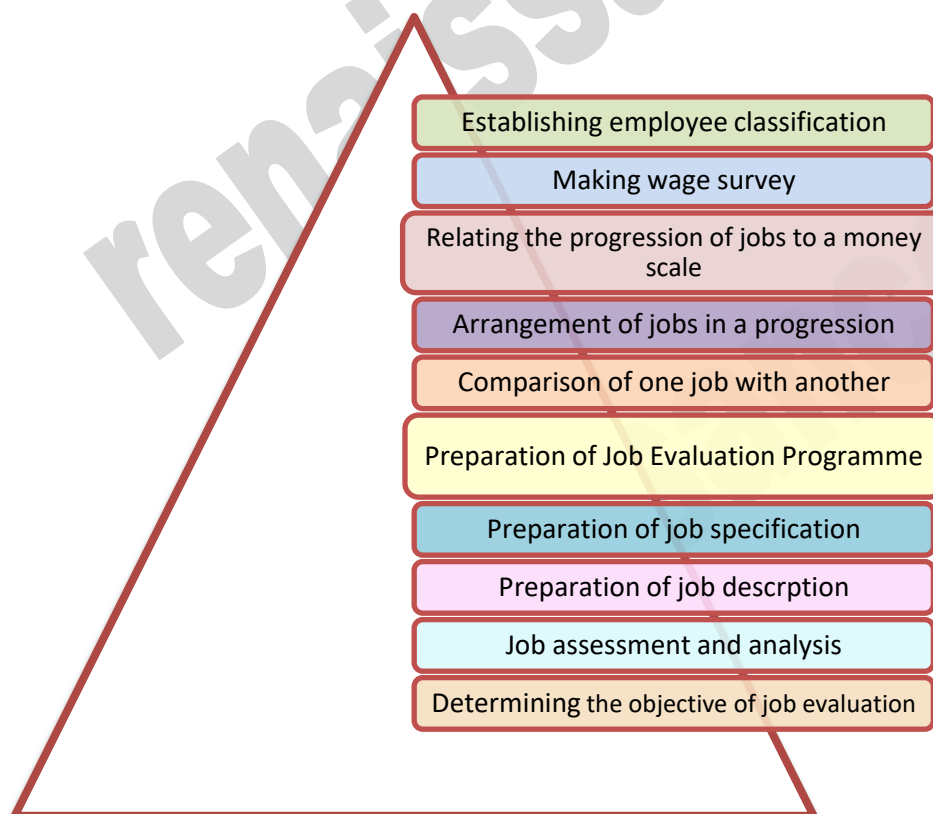 renaissa
Establishing employee classification
Making wage survey
Relating the progression of jobs to a money
scale
Arrangement of jobs in a progression
Comparison of one job with another
Preparation of Job Evaluation Programme
Preparation of job specification
Preparation of job descrption
Job assessment and analysis
Determining the objective of job evaluation